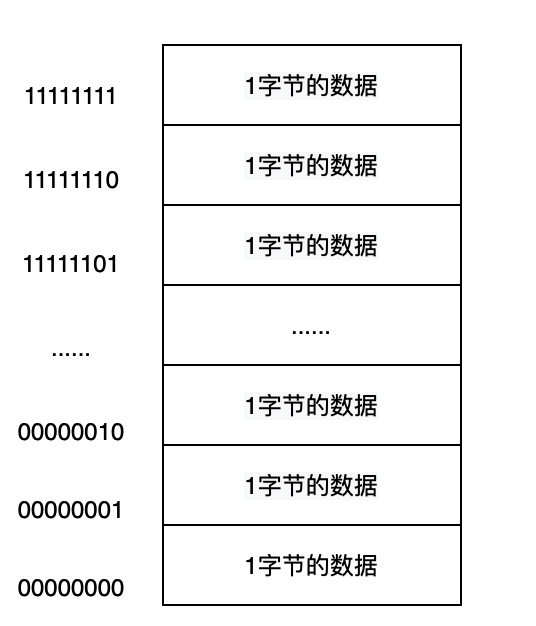 11111111 1字节的数据
11111110 1字节的数据
11111101 1字节的数据
...... ......
00000010 1字节的数据
00000001 1字节的数据
00000000 1字节的数据